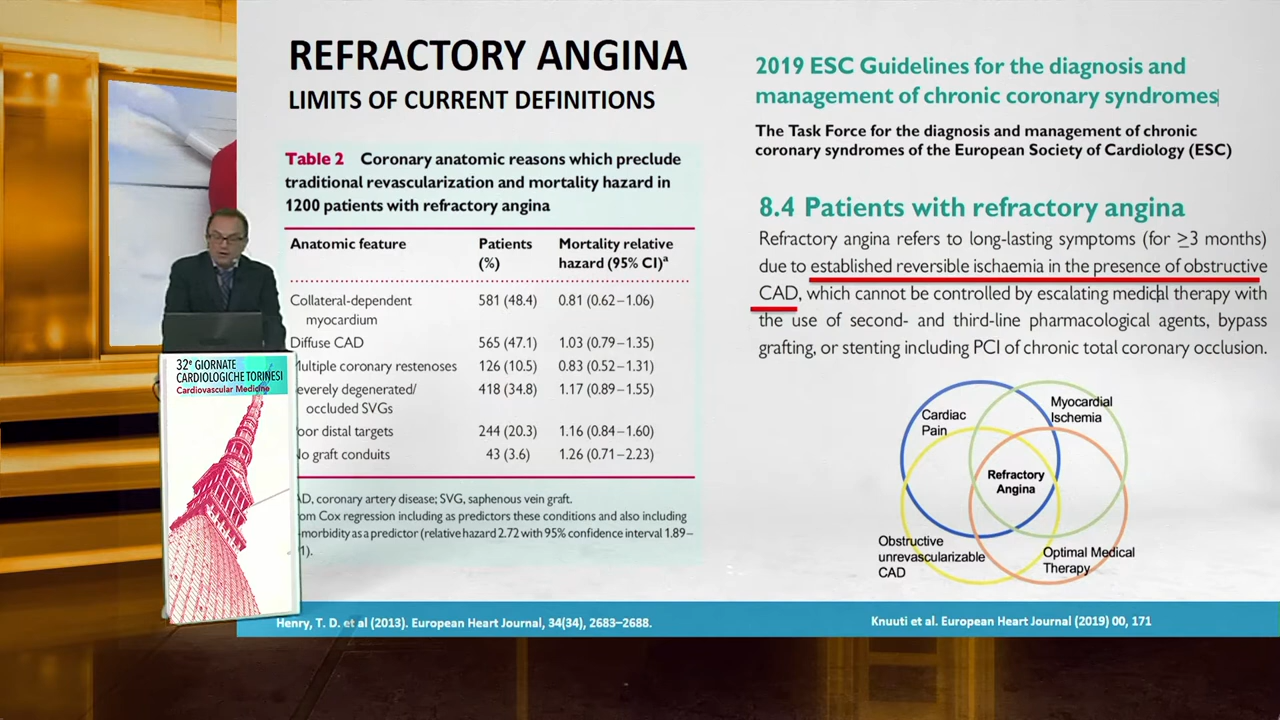 REFRACTORY ANGINA
LIMITS OF CURRENT DEFINITIONS
Table 2 Coronary anatomic reasons which preclude
traditional revascularization and mortality hazard in
1200 patients with refractory angina
Anatomic feature Patients Mortality relative
(%) hazard (95% CI)a
Collateral-dependent 581 (48.4) 0.81 (0.62–1.06)
myocardium
Diffuse CAD 565 (47.1) 1.03 (0.79–1.35)
ultiple coronary restenoses 126 (10.5) 0.83 (0.52–1.31)
everely degenerated/ 418 (34.8) 1.17 (0.89–1.55)
occluded SVGs
oor distal targets 244 (20.3) 1.16 (0.84–1.60)
o graft conduits 43 (3.6) 1.26 (0.71–2.23)
AD, coronary artery disease; SVG, saphenous vein graft.
om Cox regression including as predictors these conditions and also including
-morbidity as a predictor (relative hazard 2.72 with 95% confidence interval 1.89–
1).
Henry, T. D. et al (2013). European Heart Journal, 34(34), 2683–2688.
2019 ESC Guidelines for the diagnosis and
management of chronic coronary syndromes
The Task Force for the diagnosis and management of chronic
coronary syndromes of the European Society of Cardiology (ESC)
8.4 Patients with refractory angina
Refractory angina refers to long-lasting symptoms (for ≥3 months)
due to established reversible ischaemia in the presence of obstructive
CAD, which cannot be controlled by escalating medical therapy with
the use of second- and third-line pharmacological agents, bypass
grafting, or stenting including PCI of chronic total coronary occlusion.
Cardiac
Pain
Myocardial
Ischemia
Refractory
Angina
Obstructive
unrevascularizable
CAD
Optimal Medical
Therapy
Knuuti et al. European Heart Journal (2019) 00, 171
32e GIORNATE
CARDIOLOGICHE TORINESI
Cardiovascular Medicine